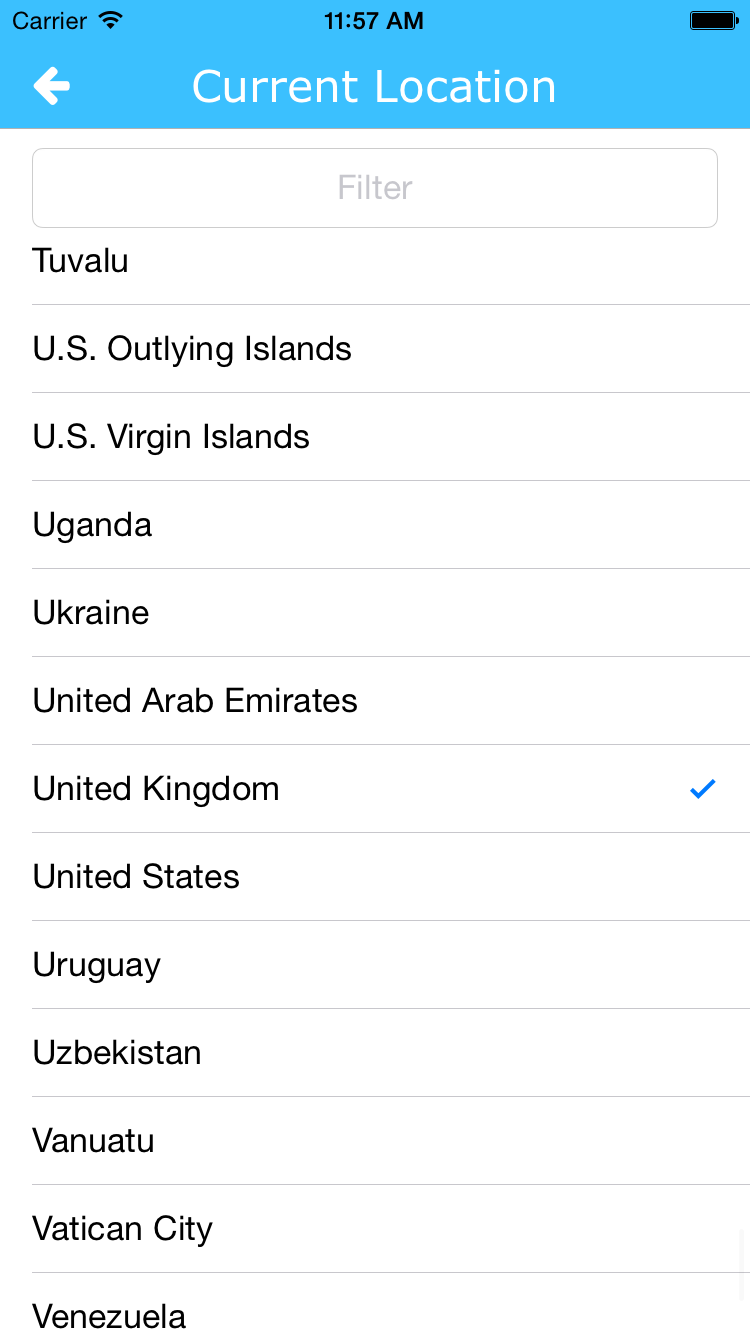 Carrier 11:57 AM
Current Location
Filter
Tuvalu
U.S. Outlying Islands
U.S. Virgin Islands
Uganda
Ukraine
United Arab Emirates
United Kingdom
United States
Uruguay
Uzbekistan
Vanuatu
Vatican City
Venezuela